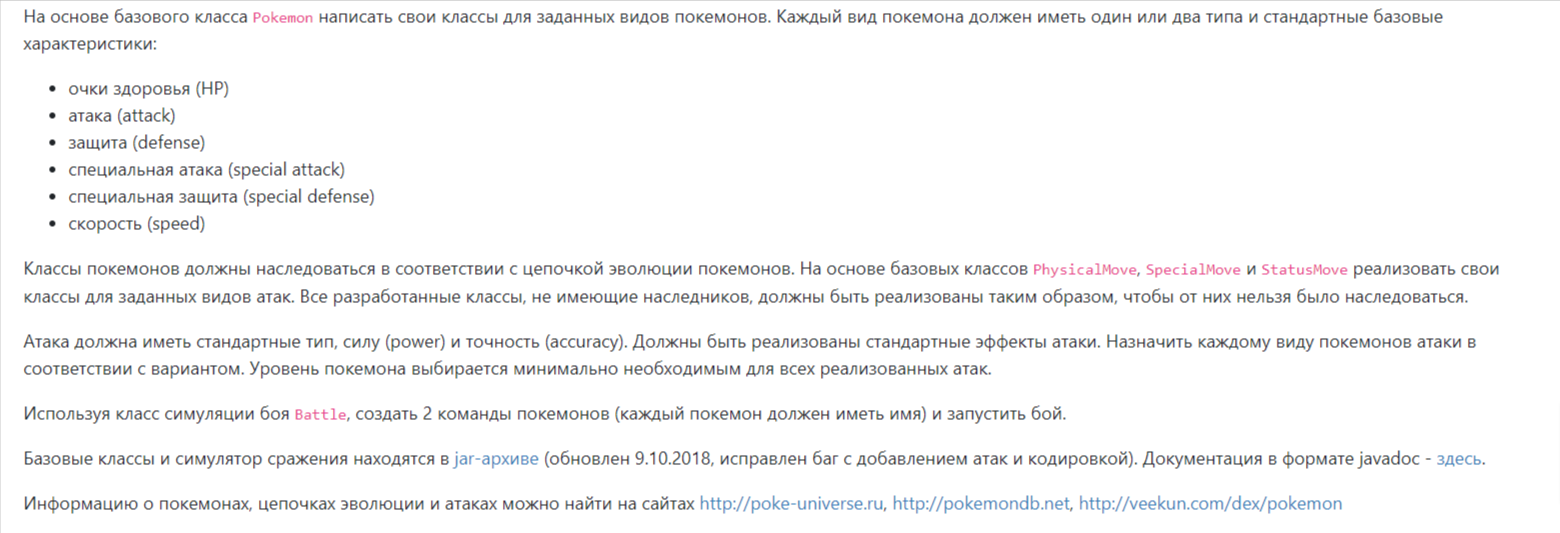 На основе базового класса Pokemon написать свои классы для заданных видов покемонов. Каждый вид покемона должен иметь один или два типа и стандартные базовые
характеристики:
• очки здоровья (HP)
• атака (attack)
• защита (defense)
• специальная атака (special attack)
• специальная защита (special defense)
• скорость (speed)
Классы покемонов должны наследоваться в соответствии с цепочкой эволюции покемонов. На основе базовых классов PhysicalMove, SpecialMove и StatusMove реализовать свои
классы для заданных видов атак. Все разработанные классы, не имеющие наследников, должны быть реализованы таким образом, чтобы от них нельзя было наследоваться.
Атака должна иметь стандартные тип, силу (power) и точность (accuracy). Должны быть реализованы стандартные эффекты атаки. Назначить каждому виду покемонов атаки в
соответствии с вариантом. Уровень покемона выбирается минимально необходимым для всех реализованных атак.
Используя класс симуляции боя Battle, создать 2 команды покемонов (каждый покемон должен иметь имя) и запустить бой.
Базовые классы и симулятор сражения находятся в jar-архиве (обновлен 9.10.2018, исправлен баг с добавлением атак и кодировкой). Документация в формате javadoc - здесь.
Информацию о покемонах, цепочках эволюции и атаках можно найти на сайтах http://poke-universe.ru, http://pokemondb.net, http://veekun.com/dex/pokemon